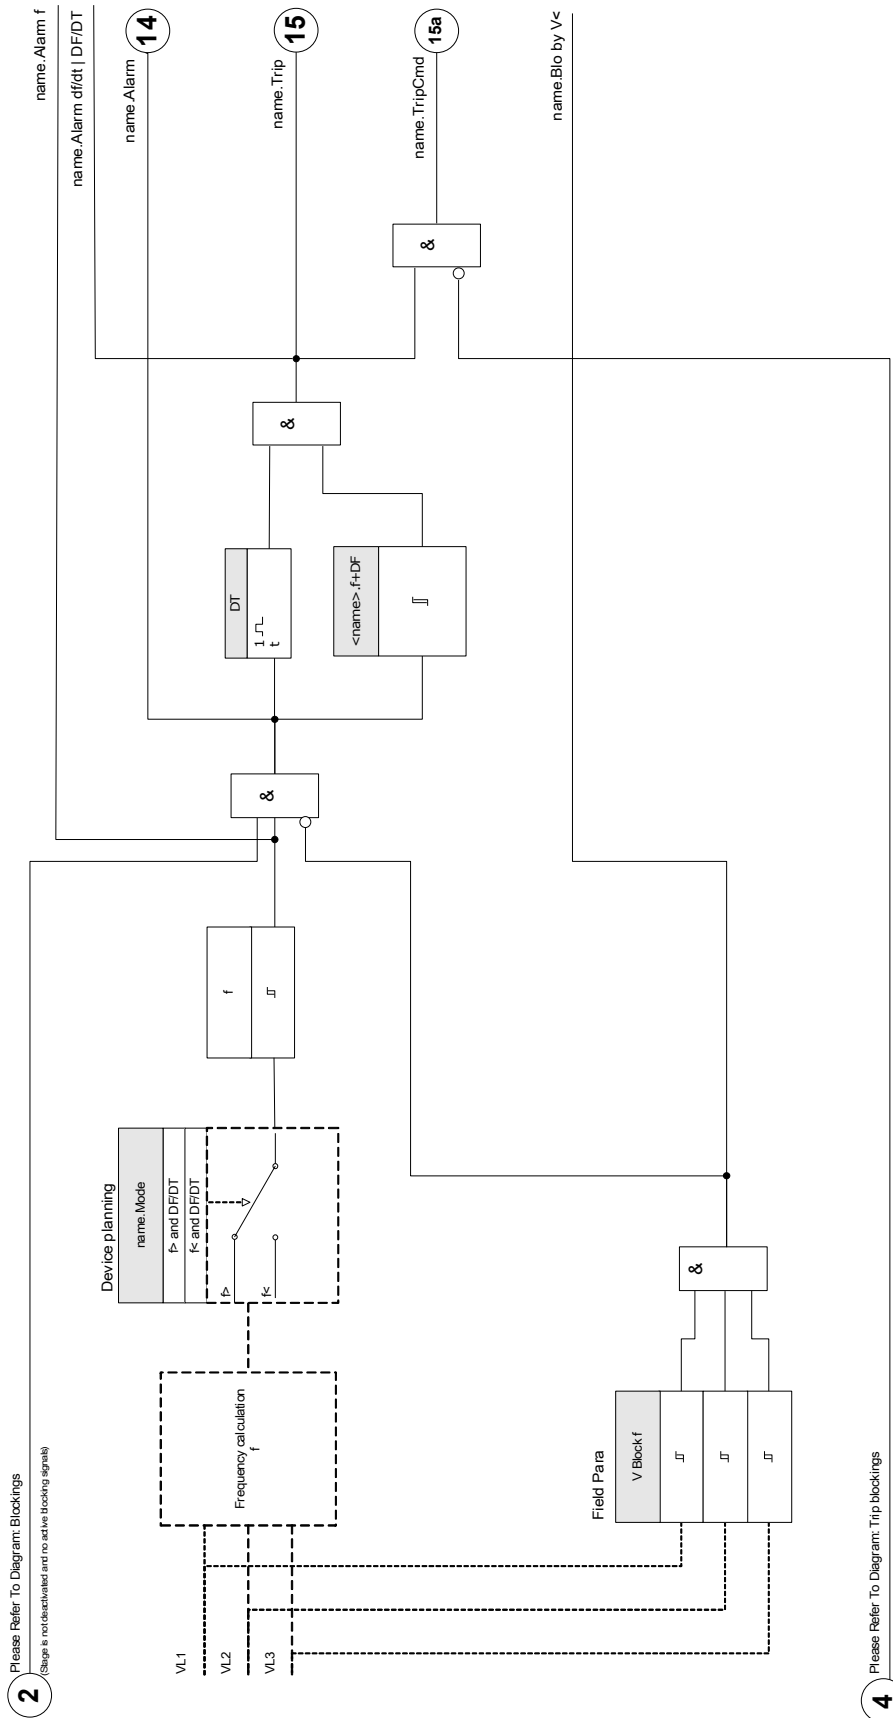 2
Please Refer To Diagram: Blockings
(Stage is not deactivated and no active blocking signals)
VL1
VL2
VL3
Frequency calculation
f
Device planning
name.Mode
f> and DF/DT
f< and DF/DT
f>
f<
f
&
DT
1
t
<name>.f+DF
&
&
name.Alarm f
name.Alarm df/dt | DF/DT
name.Alarm
14
name.Trip
15
name.TripCmd
15a
name.Blo by V<
Field Para
V Block f
&
4
Please Refer To Diagram: Trip blockings